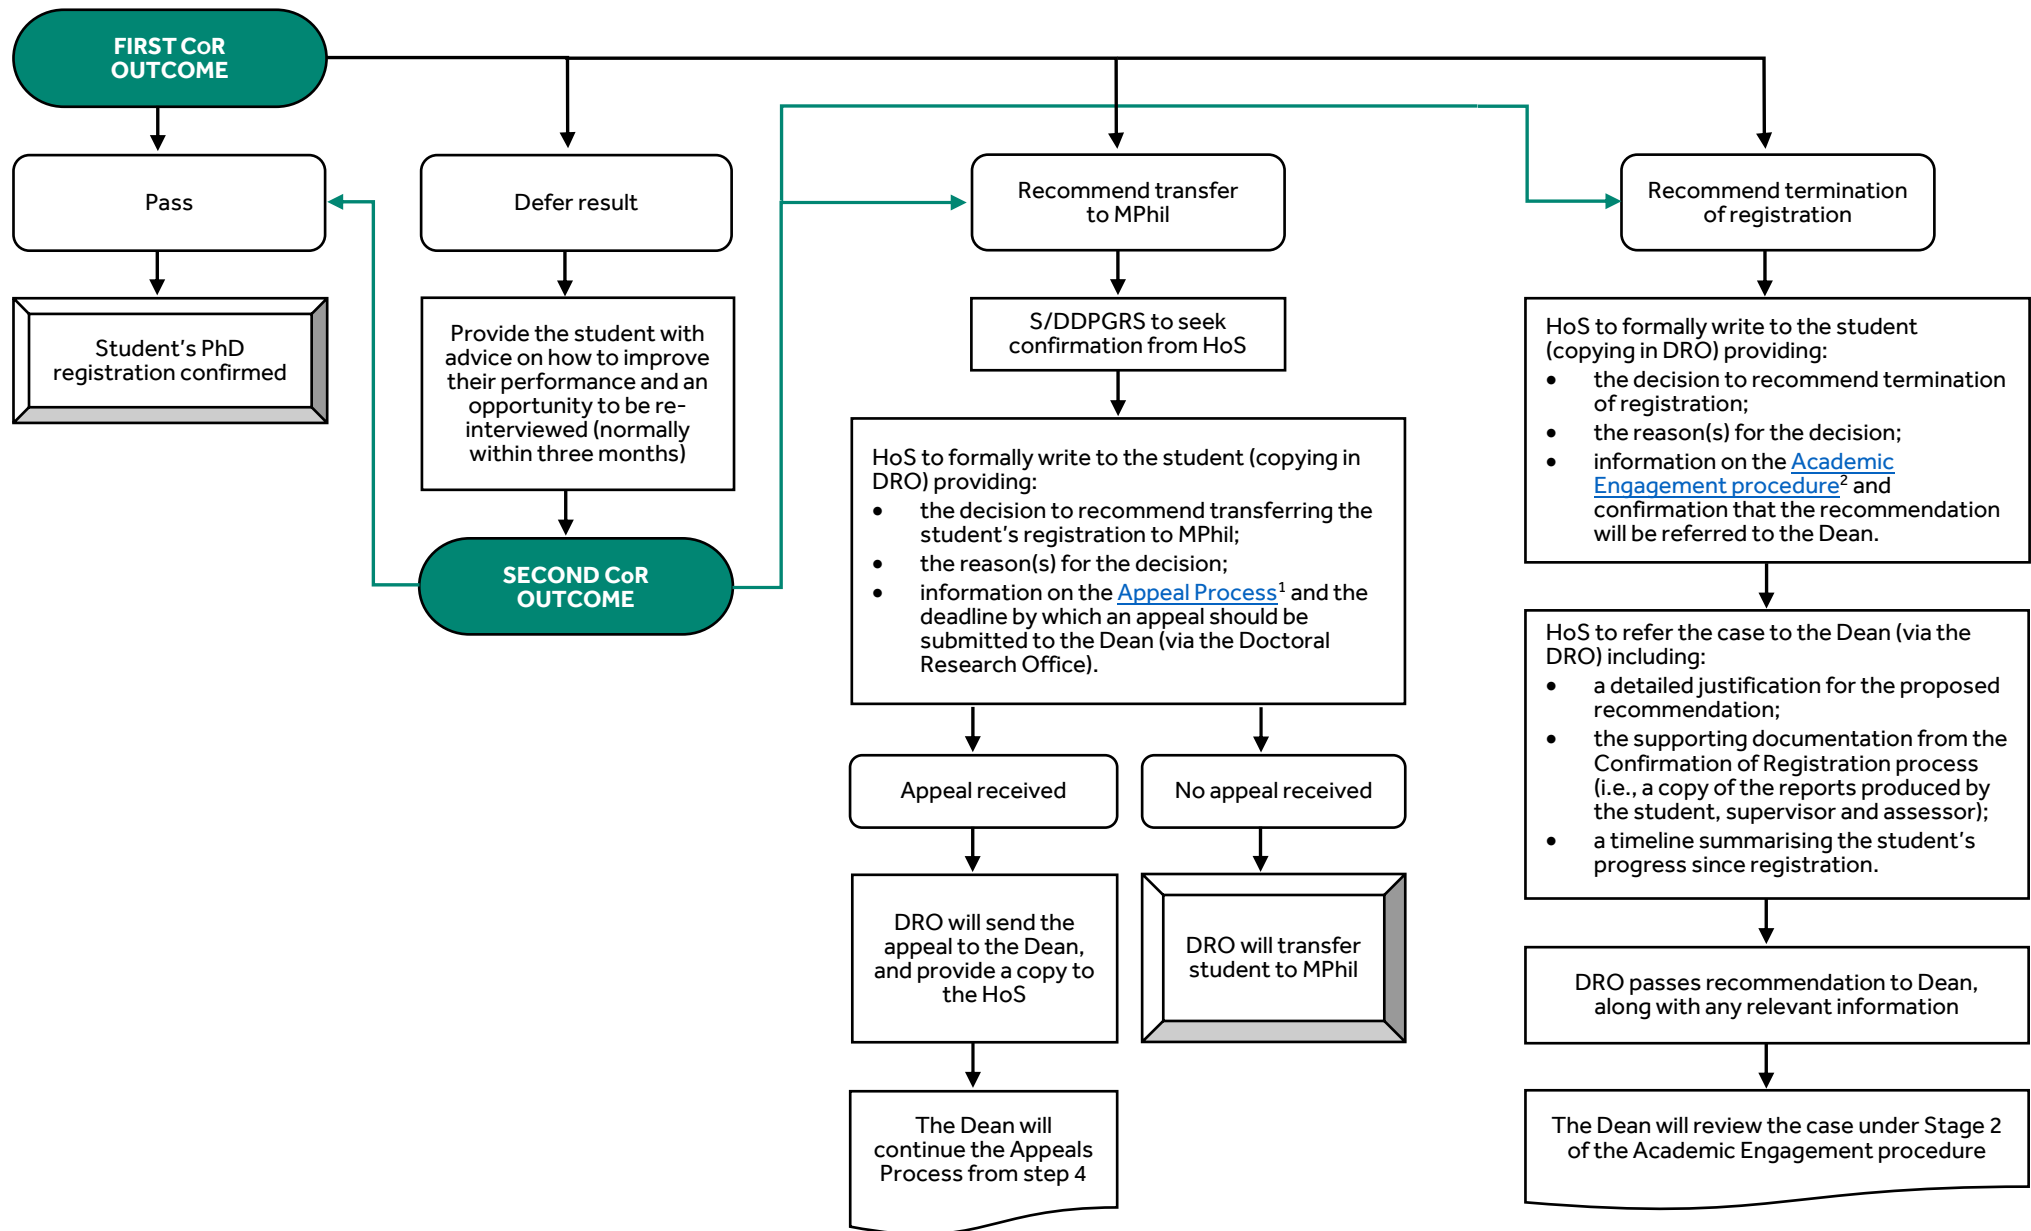 FIRST CoR
OUTCOME
Pass
Student's PhD
registration confirmed
Defer result
Provide the student with
advice on how to improve
their performance and an
opportunity to be re-
interviewed (normally
within three months)
SECOND CoR
OUTCOME
Recommend transfer
to MPhil
S/DDPGRS to seek
confirmation from HoS
HoS to formally write to the student (copying in
DRO) providing:
• the decision to recommend transferring the
student's registration to MPhil;
• the reason(s) for the decision;
• information on the Appeal Process¹ and the
deadline by which an appeal should be
submitted to the Dean (via the Doctoral
Research Office).
Appeal received
DRO will send the
appeal to the Dean,
and provide a copy to
the HoS
The Dean will
continue the Appeals
Process from step 4
No appeal received
DRO will transfer
student to MPhil
Recommend termination
of registration
HoS to formally write to the student
(copying in DRO) providing:
• the decision to recommend termination
of registration;
• the reason(s) for the decision;
• information on the Academic
Engagement procedure² and
confirmation that the recommendation
will be referred to the Dean.
HoS to refer the case to the Dean (via the
DRO) including:
• a detailed justification for the proposed
recommendation;
• the supporting documentation from the
Confirmation of Registration process
(i.e., a copy of the reports produced by
the student, supervisor and assessor);
• a timeline summarising the student's
progress since registration.
DRO passes recommendation to Dean,
along with any relevant information
The Dean will review the case under Stage 2
of the Academic Engagement procedure